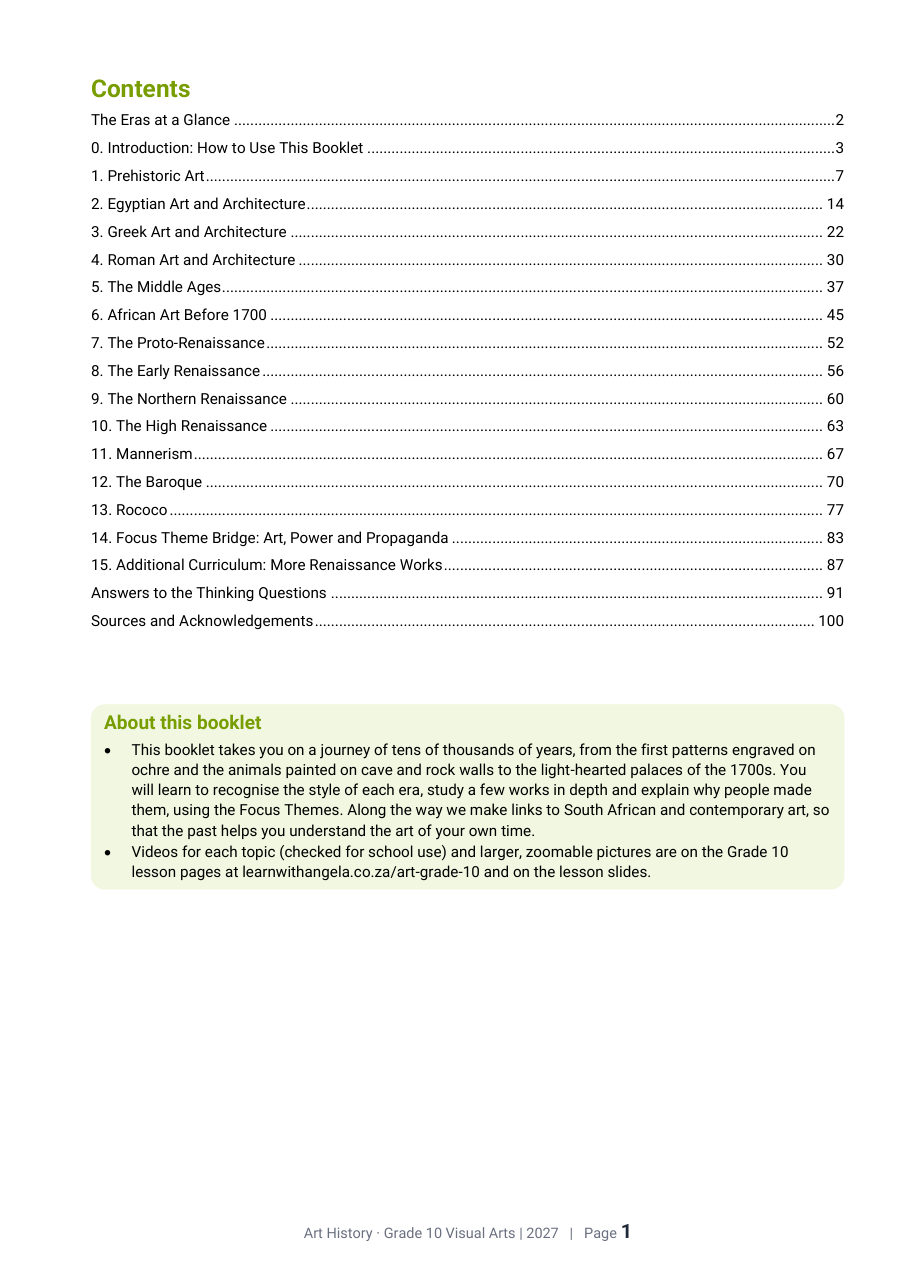 Contents
The Eras at a Glance ..........2
0. Introduction: How to Use This Booklet ..........3
1. Prehistoric Art..........7
2. Egyptian Art and Architecture.......... 14
3. Greek Art and Architecture .......... 22
4. Roman Art and Architecture .......... 30
5. The Middle Ages.......... 37
6. African Art Before 1700 .......... 45
7. The Proto-Renaissance.......... 52
8. The Early Renaissance.......... 56
9. The Northern Renaissance .......... 60
10. The High Renaissance .......... 63
11. Mannerism.......... 67
12. The Baroque .......... 70
13. Rococo.......... 77
14. Focus Theme Bridge: Art, Power and Propaganda .......... 83
15. Additional Curriculum: More Renaissance Works.......... 87
Answers to the Thinking Questions .......... 91
Sources and Acknowledgements.......... 100
About this booklet
• This booklet takes you on a journey of tens of thousands of years, from the first patterns engraved on
ochre and the animals painted on cave and rock walls to the light-hearted palaces of the 1700s. You
will learn to recognise the style of each era, study a few works in depth and explain why people made
them, using the Focus Themes. Along the way we make links to South African and contemporary art, so
that the past helps you understand the art of your own time.
• Videos for each topic (checked for school use) and larger, zoomable pictures are on the Grade 10
lesson pages at learnwithangela.co.za/art-grade-10 and on the lesson slides.
Art History · Grade 10 Visual Arts | 2027 | Page 1